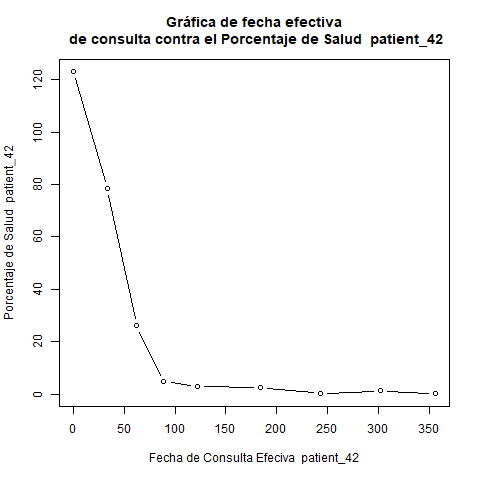 Gráfica de fecha efectiva
de consulta contra el Porcentaje de Salud patient_42
Porcentaje de Salud patient_42
120
100
80
60
40
20
0
0 50 100 150 200 250 300 350
Fecha de Consulta Efeciva patient_42